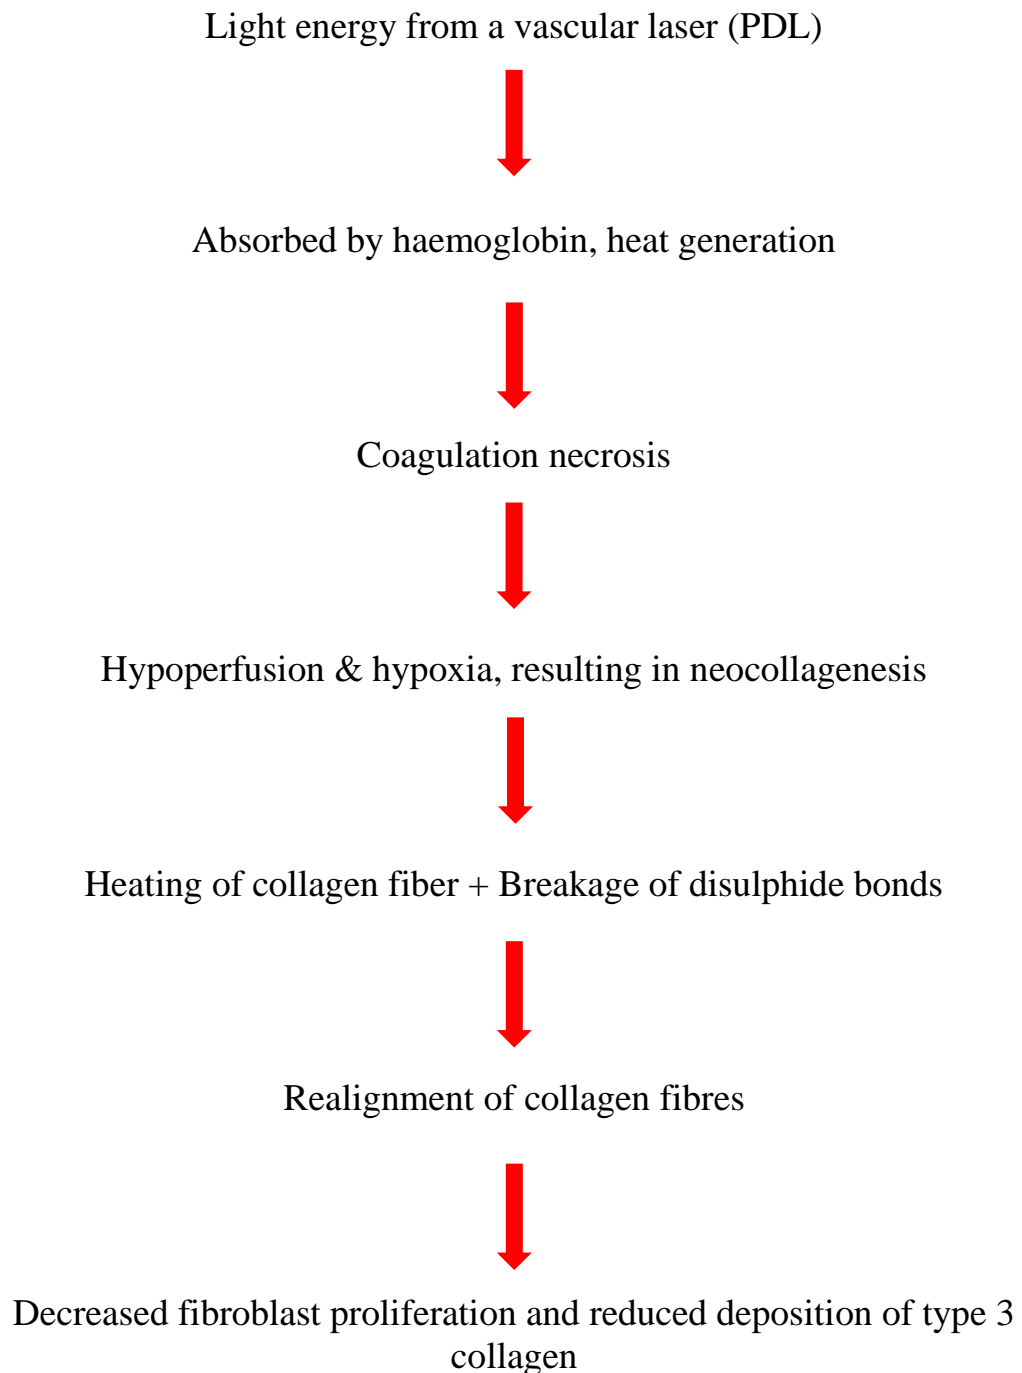 Light energy from a vascular laser (PDL)
Absorbed by haemoglobin, heat generation
Coagulation necrosis
Hypoperfusion & hypoxia, resulting in neocollagenesis
Heating of collagen fiber + Breakage of disulphide bonds
Realignment of collagen fibres
Decreased fibroblast proliferation and reduced deposition of type 3
collagen